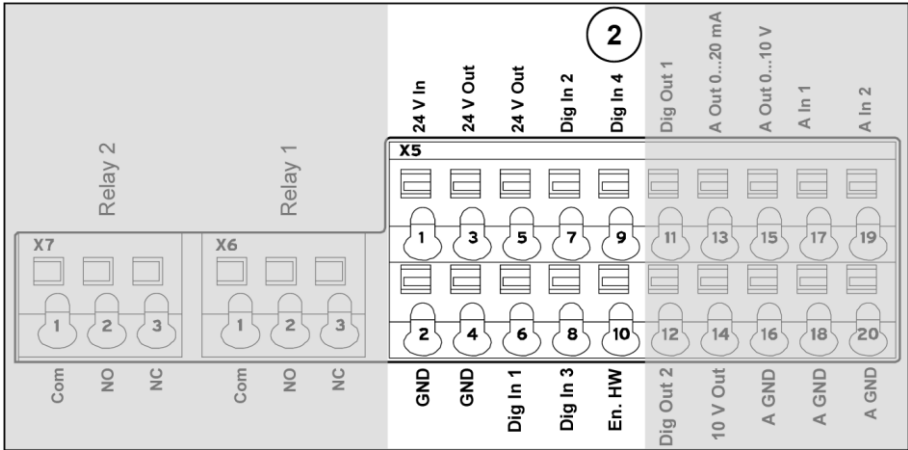 2
24 V In
24 V Out
24 V Out
Dig In 2
Dig In 4
Dig Out 1
A Out 0...20 mA
A Out 0...10 V
A In 1
A In 2
Relay 2
Relay 1
X5
1 3 5 7 9 11 13 15 17 19
X7
X6
1 2 3
1 2 3
2 4 6 8 10 12 14 16 18 20
Com
NO
NC
Com
NO
NC
GND
GND
Dig In 1
Dig In 3
En. HW
Dig Out 2
10 V Out
A GND
A GND
A GND